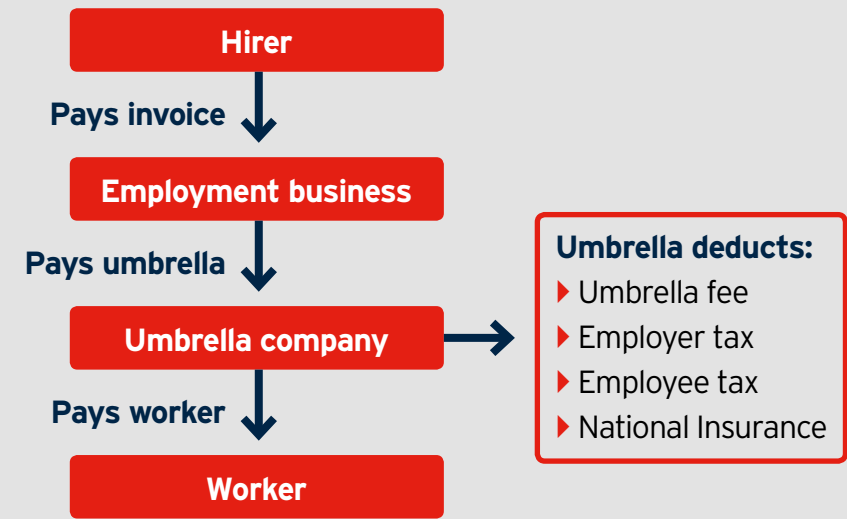 Hirer
Pays invoice
Employment business
Pays umbrella
Umbrella company
Pays worker
Worker
Umbrella deducts:
Umbrella fee
Employer tax
Employee tax
National Insurance